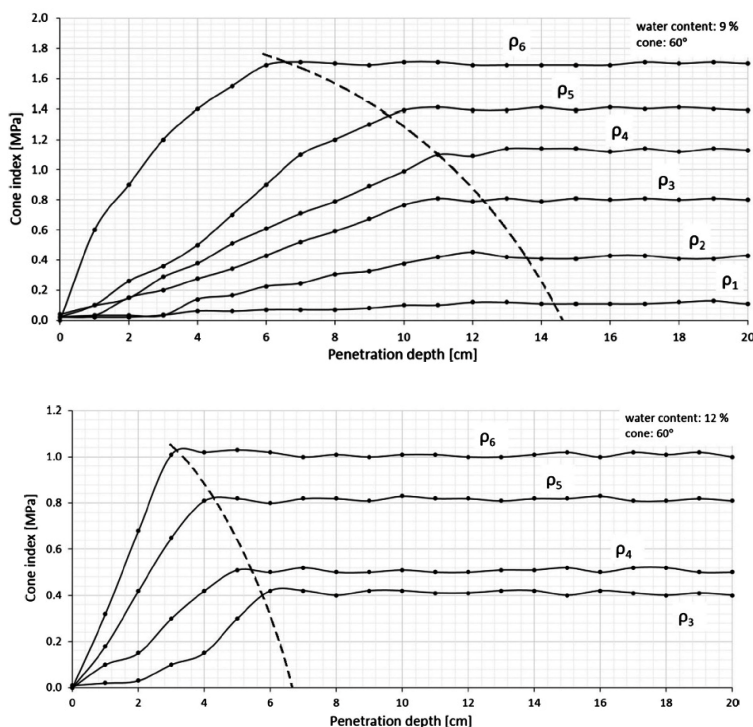 2.0
1.8
1.6
1.4
1.2
1.0
0.8
0.6
0.4
0.2
0.0
Cone index [MPa]
water content: 9 %
cone: 60°
ρ6
ρ5
ρ4
ρ3
ρ2
ρ1
0 2 4 6 8 10 12 14 16 18 20
Penetration depth [cm]
1.2
1.0
0.8
0.6
0.4
0.2
0.0
Cone index [MPa]
water content: 12 %
cone: 60°
ρ6
ρ5
ρ4
ρ3
0 2 4 6 8 10 12 14 16 18 20
Penetration depth [cm]